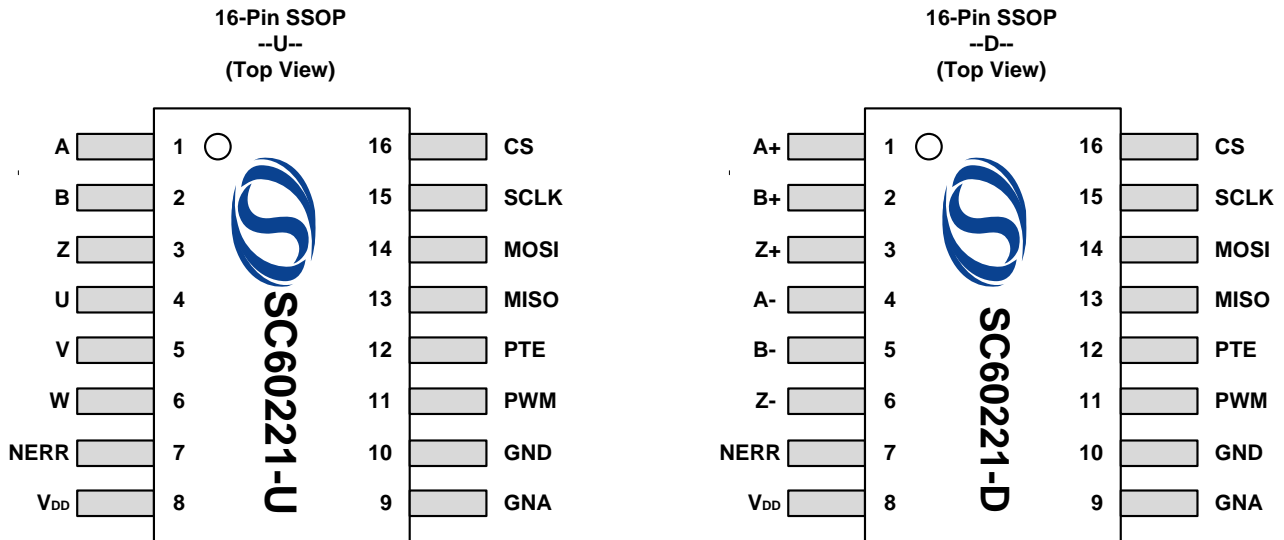 16-Pin SSOP
--U--
(Top View)
A 1 16 CS
B 2 15 SCLK
Z 3 14 MOSI
U 4 13 MISO
V 5 12 PTE
W 6 11 PWM
NERR 7 10 GND
VDD 8 9 GNA
SC60221-U
16-Pin SSOP
--D--
(Top View)
A+ 1 16 CS
B+ 2 15 SCLK
Z+ 3 14 MOSI
A- 4 13 MISO
B- 5 12 PTE
Z- 6 11 PWM
NERR 7 10 GND
VDD 8 9 GNA
SC60221-D